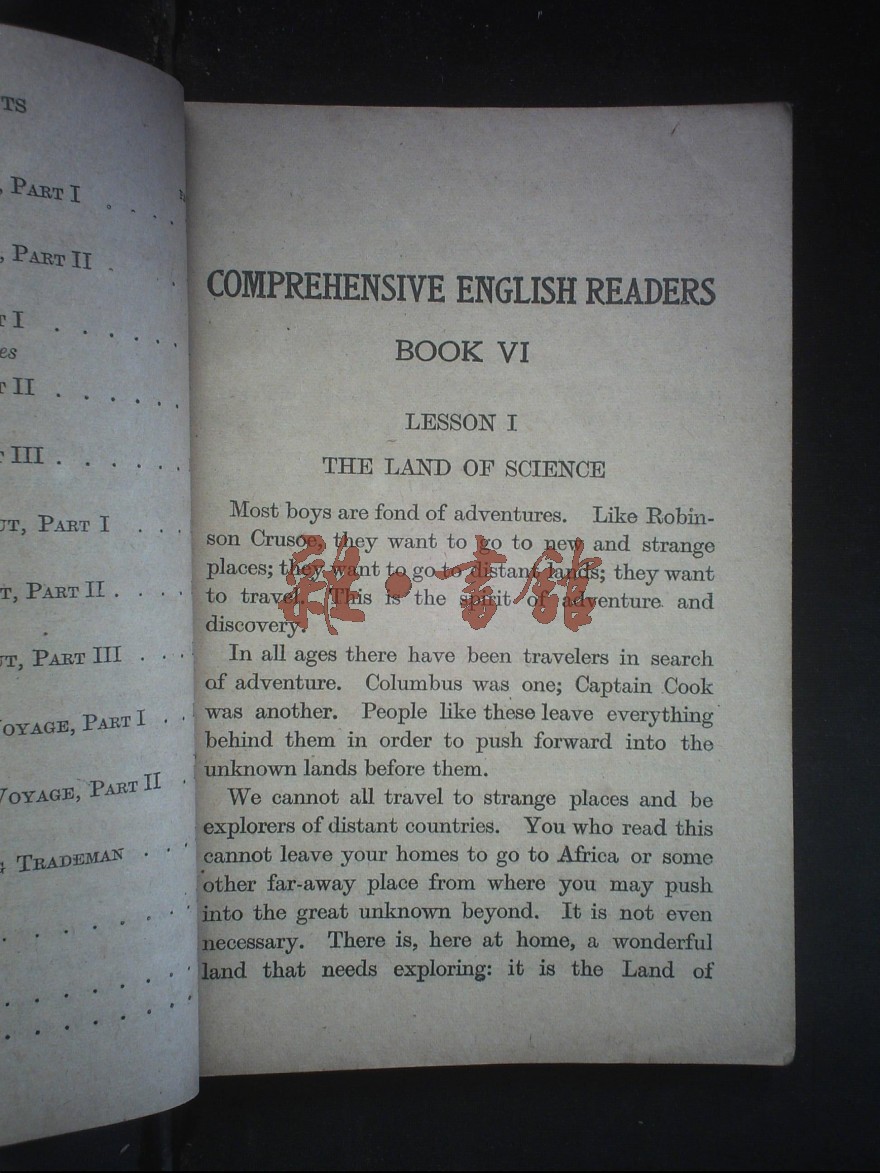 TS
, PART I
, PART II
I
es
II
III
UT, PART I
T, PART II
UT, PART III
VOYAGE, PART I
VOYAGE, PART II
TRADEMAN
COMPREHENSIVE ENGLISH READERS
BOOK VI
LESSON I
THE LAND OF SCIENCE
Most boys are fond of adventures. Like Robin-
son Crusoe, they want to go to new and strange
places; they want to go to distant lands; they want
to travel. This is the spirit of adventure and
discovery.
In all ages there have been travelers in search
of adventure. Columbus was one; Captain Cook
was another. People like these leave everything
behind them in order to push forward into the
unknown lands before them.
We cannot all travel to strange places and be
explorers of distant countries. You who read this
cannot leave your homes to go to Africa or some
other far-away place from where you may push
into the great unknown beyond. It is not even
necessary. There is, here at home, a wonderful
land that needs exploring: it is the Land of
雜·書館